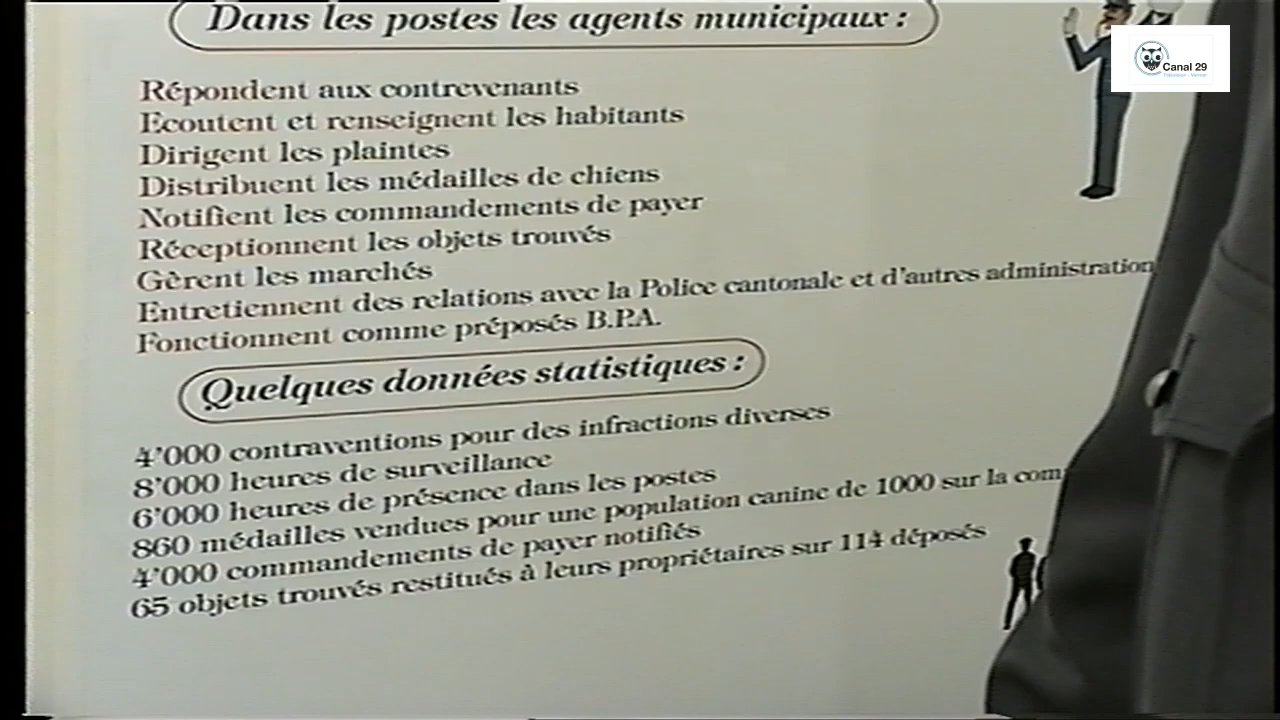 Dans les postes les agents municipaux :
Canal 29
Répondent aux contrevenants
Ecoutent et renseignent les habitants
Dirigent les plaintes
Distribuent les médailles de chiens
Notifient les commandements de payer
Réceptionnent les objets trouvés
Gèrent les marchés
Entretiennent des relations avec la Police cantonale et d'autres administration
Fonctionnent comme préposés B.P.A.
Quelques données statistiques :
4'000 contraventions pour des infractions diverses
8'000 heures de surveillance
6'000 heures de présence dans les postes
860 médailles vendues pour une population canine de 1000 sur la com
4'000 commandements de payer notifiés
65 objets trouvés restitués à leurs propriétaires sur 114 déposés